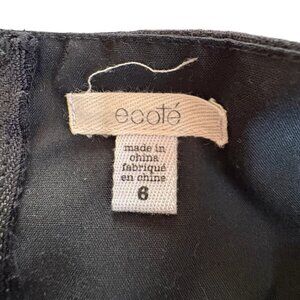 ecoté
made in
china
fabriqué
en chine
6